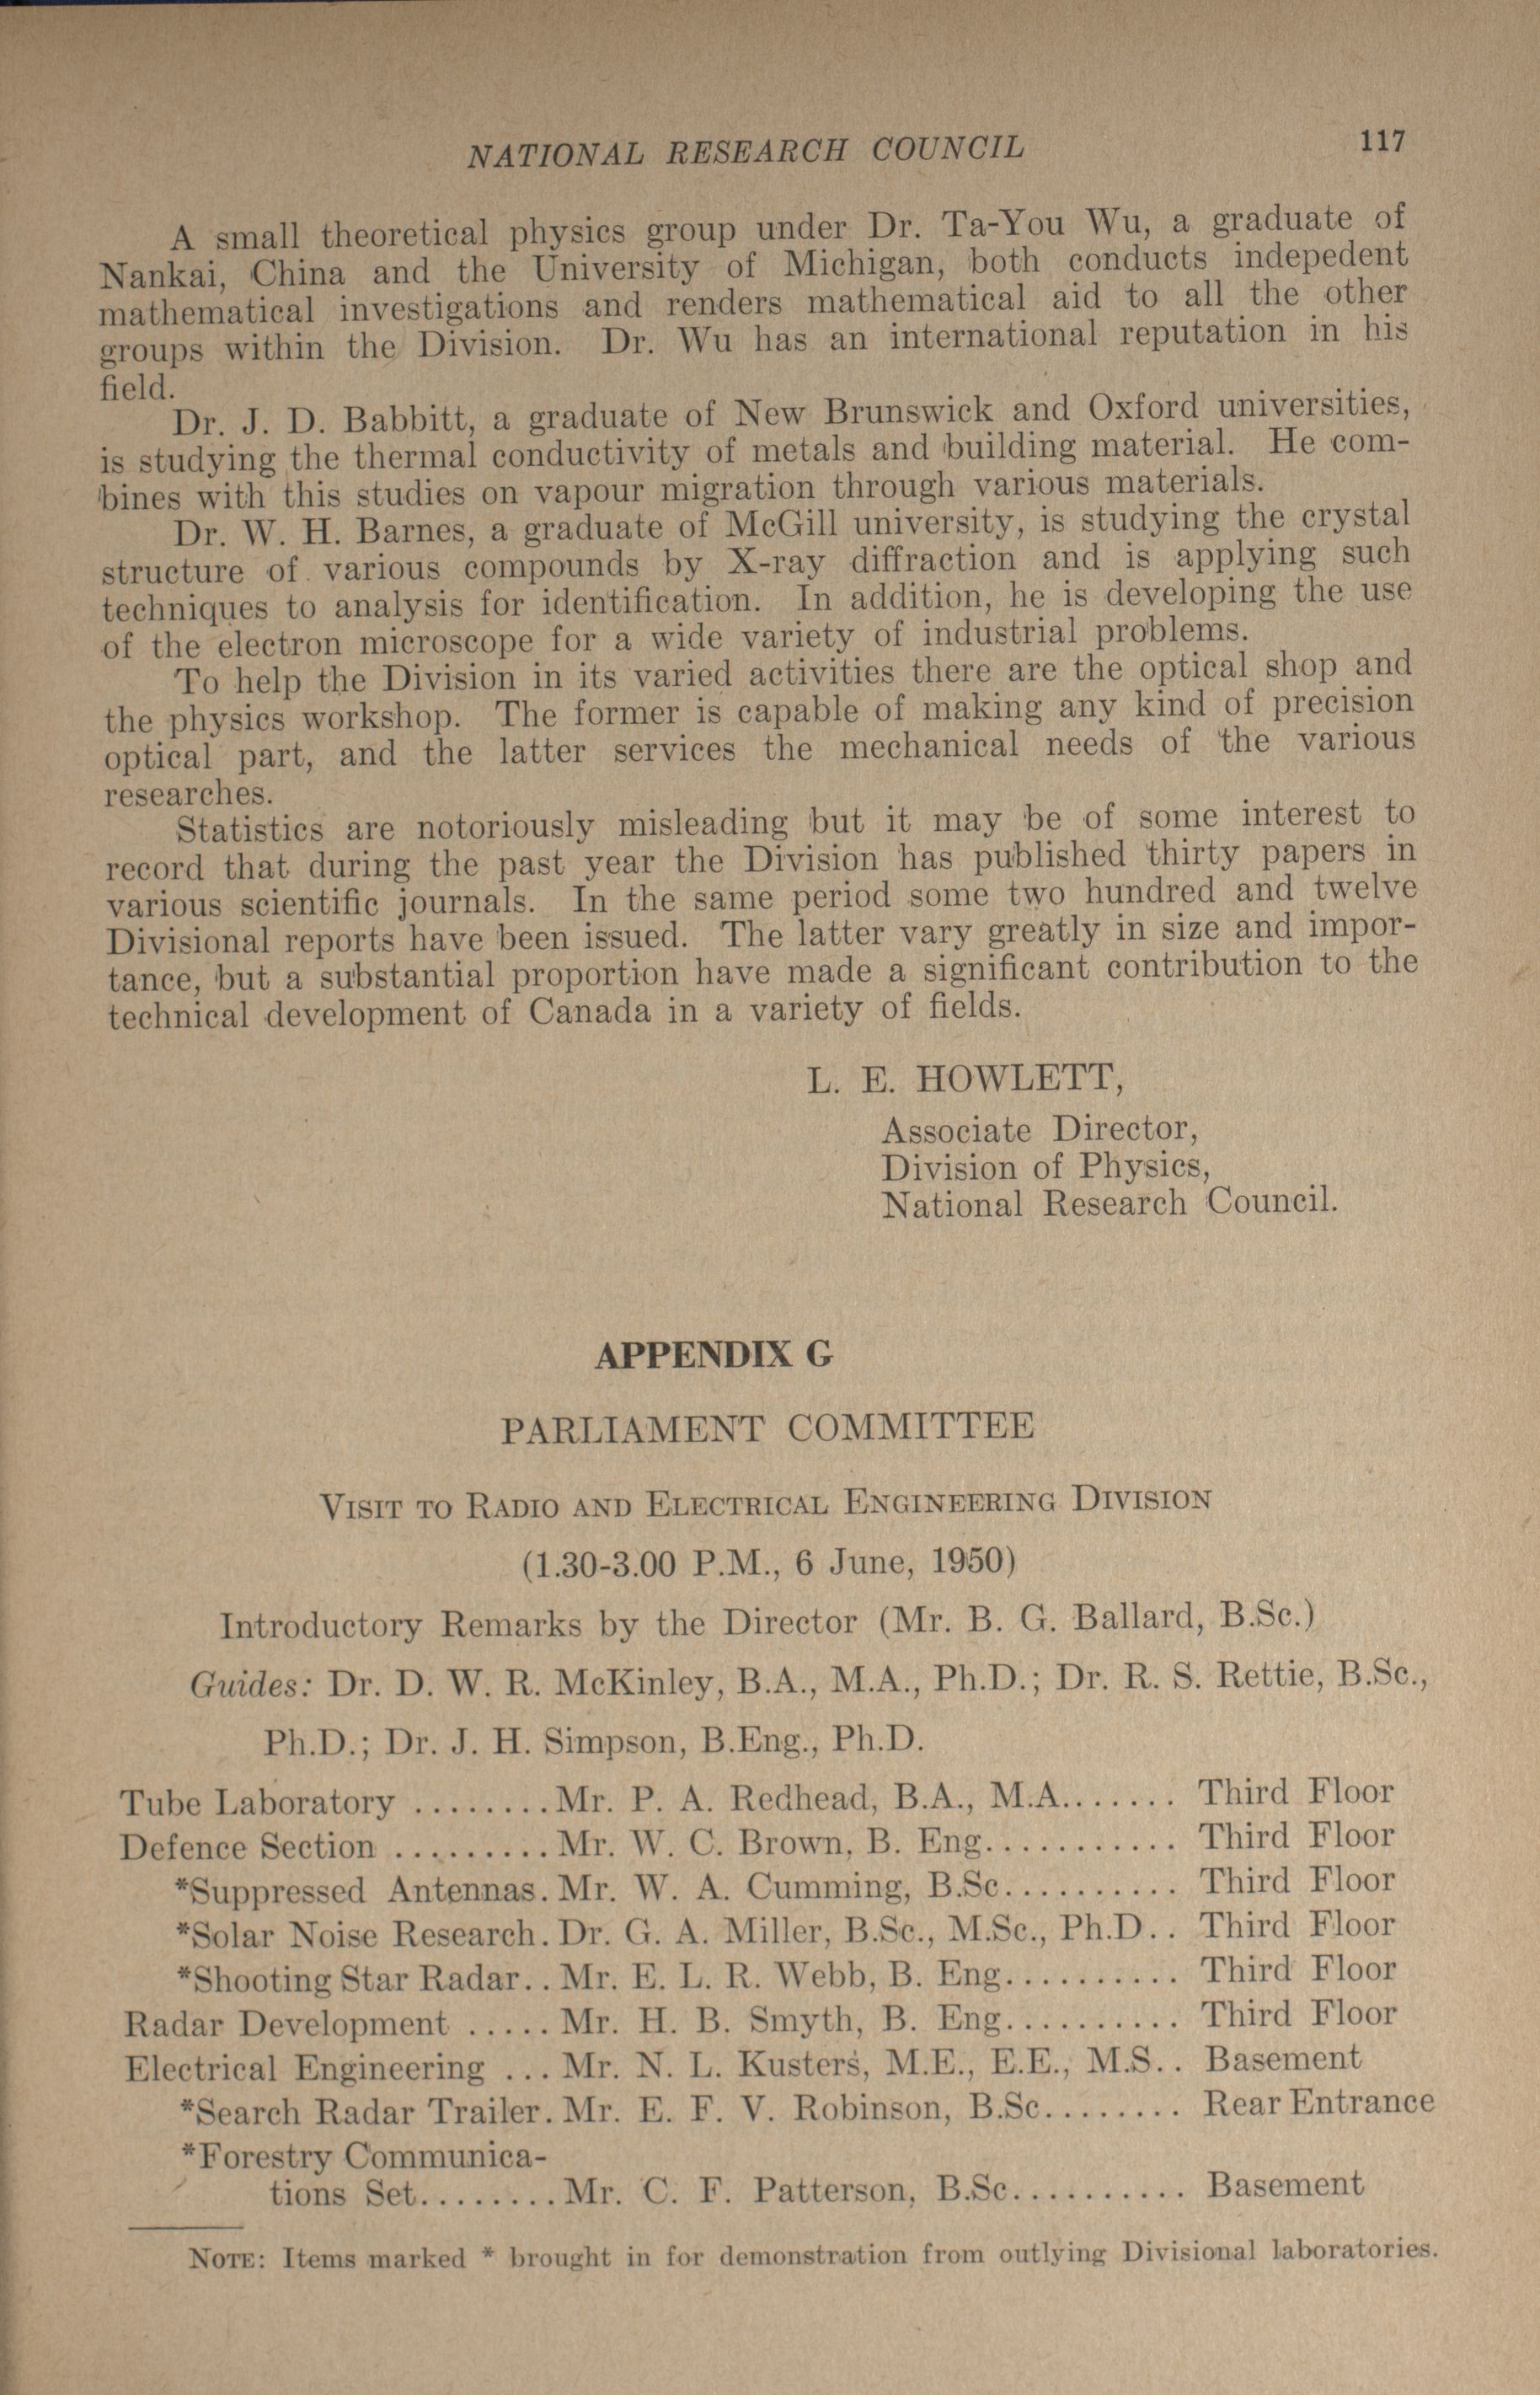 NATIONAL RESEARCH COUNCIL 117
A small theoretical physics group under Dr. Ta-You Wu, a graduate of
Nankai, China and the University of Michigan, both conducts indepedent
mathematical investigations and renders mathematical aid to all the other
groups within the Division. Dr. Wu has an international reputation in his
field.
Dr. J. D. Babbitt, a graduate of New Brunswick and Oxford universities,
is studying the thermal conductivity of metals and building material. He com-
bines with this studies on vapour migration through various materials.
Dr. W. H. Barnes, a graduate of McGill university, is studying the crystal
structure of various compounds by X-ray diffraction and is applying such
techniques to analysis for identification. In addition, he is developing the use
of the electron microscope for a wide variety of industrial problems.
To help the Division in its varied activities there are the optical shop and
the physics workshop. The former is capable of making any kind of precision
optical part, and the latter services the mechanical needs of the various
researches.
Statistics are notoriously misleading but it may be of some interest to
record that during the past year the Division has published thirty papers in
various scientific journals. In the same period some two hundred and twelve
Divisional reports have been issued. The latter vary greatly in size and impor-
tance, but a substantial proportion have made a significant contribution to the
technical development of Canada in a variety of fields.
L. E. HOWLETT,
Associate Director,
Division of Physics,
National Research Council.
APPENDIX G
PARLIAMENT COMMITTEE
VISIT TO RADIO AND ELECTRICAL ENGINEERING DIVISION
(1.30-3.00 P.M., 6 June, 1950)
Introductory Remarks by the Director (Mr. B. G. Ballard, B.Sc.)
Guides: Dr. D. W. R. McKinley, B.A., M.A., Ph.D.; Dr. R. S. Rettie, B.Sc.,
Ph.D.; Dr. J. H. Simpson, B.Eng., Ph.D.
Tube Laboratory ......... Mr. P. A. Redhead, B.A., M.A....... Third Floor
Defence Section .......... Mr. W. C. Brown, B. Eng........... Third Floor
*Suppressed Antennas. Mr. W. A. Cumming, B.Sc.......... Third Floor
*Solar Noise Research. Dr. G. A. Miller, B.Sc., M.Sc., Ph.D.. Third Floor
*Shooting Star Radar.. Mr. E. L. R. Webb, B. Eng.......... Third Floor
Radar Development ..... Mr. H. B. Smyth, B. Eng.......... Third Floor
Electrical Engineering ... Mr. N. L. Kusters, M.E., E.E., M.S.. Basement
*Search Radar Trailer. Mr. E. F. V. Robinson, B.Sc........ Rear Entrance
*Forestry Communica-
tions Set......... Mr. C. F. Patterson, B.Sc.......... Basement
NOTE: Items marked * brought in for demonstration from outlying Divisional laboratories.